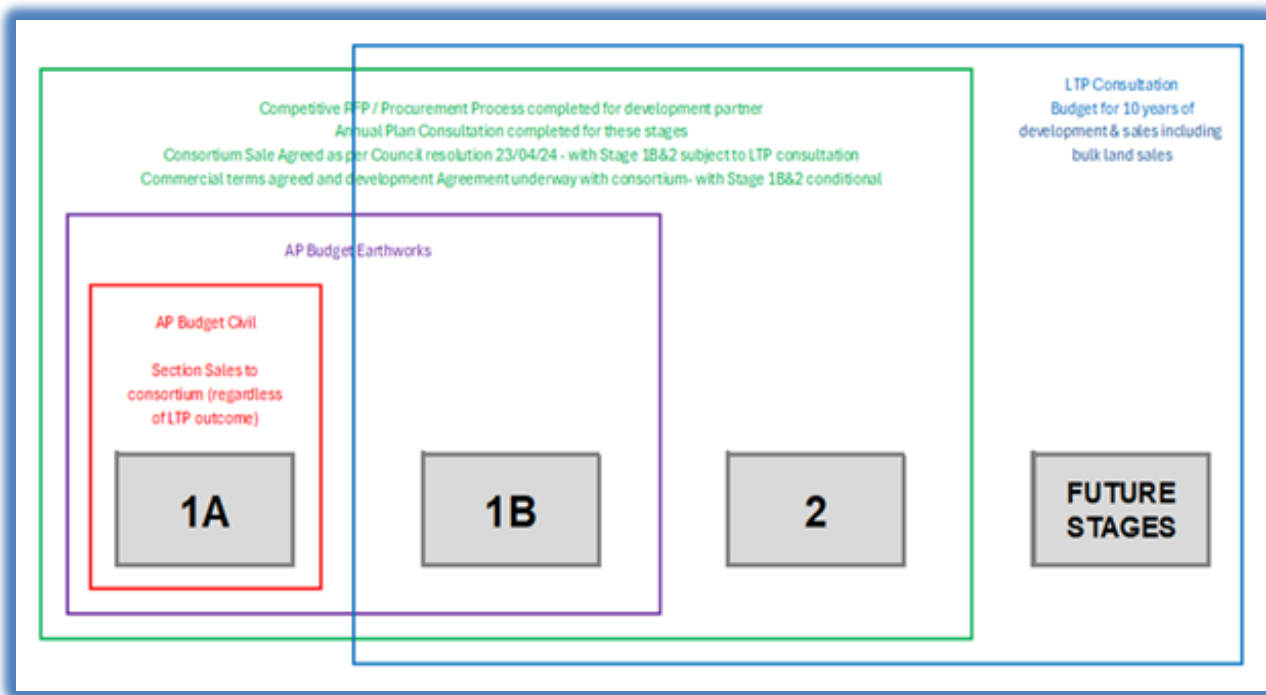 LTP Consultation
Budget for 10 years of
development & sales including
bulk land sales
Competitive RFP / Procurement Process completed for development partner
Annual Plan Consultation completed for these stages
Consortium Sale Agreed as per Council resolution 23/04/24 - with Stage 1B&2 subject to LTP consultation
Commercial terms agreed and development Agreement underway with consortium- with Stage 1B&2 conditional
AP Budget Earthworks
AP Budget Civil
Section Sales to
consortium (regardless
of LTP outcome)
1A
1B
2
FUTURE
STAGES